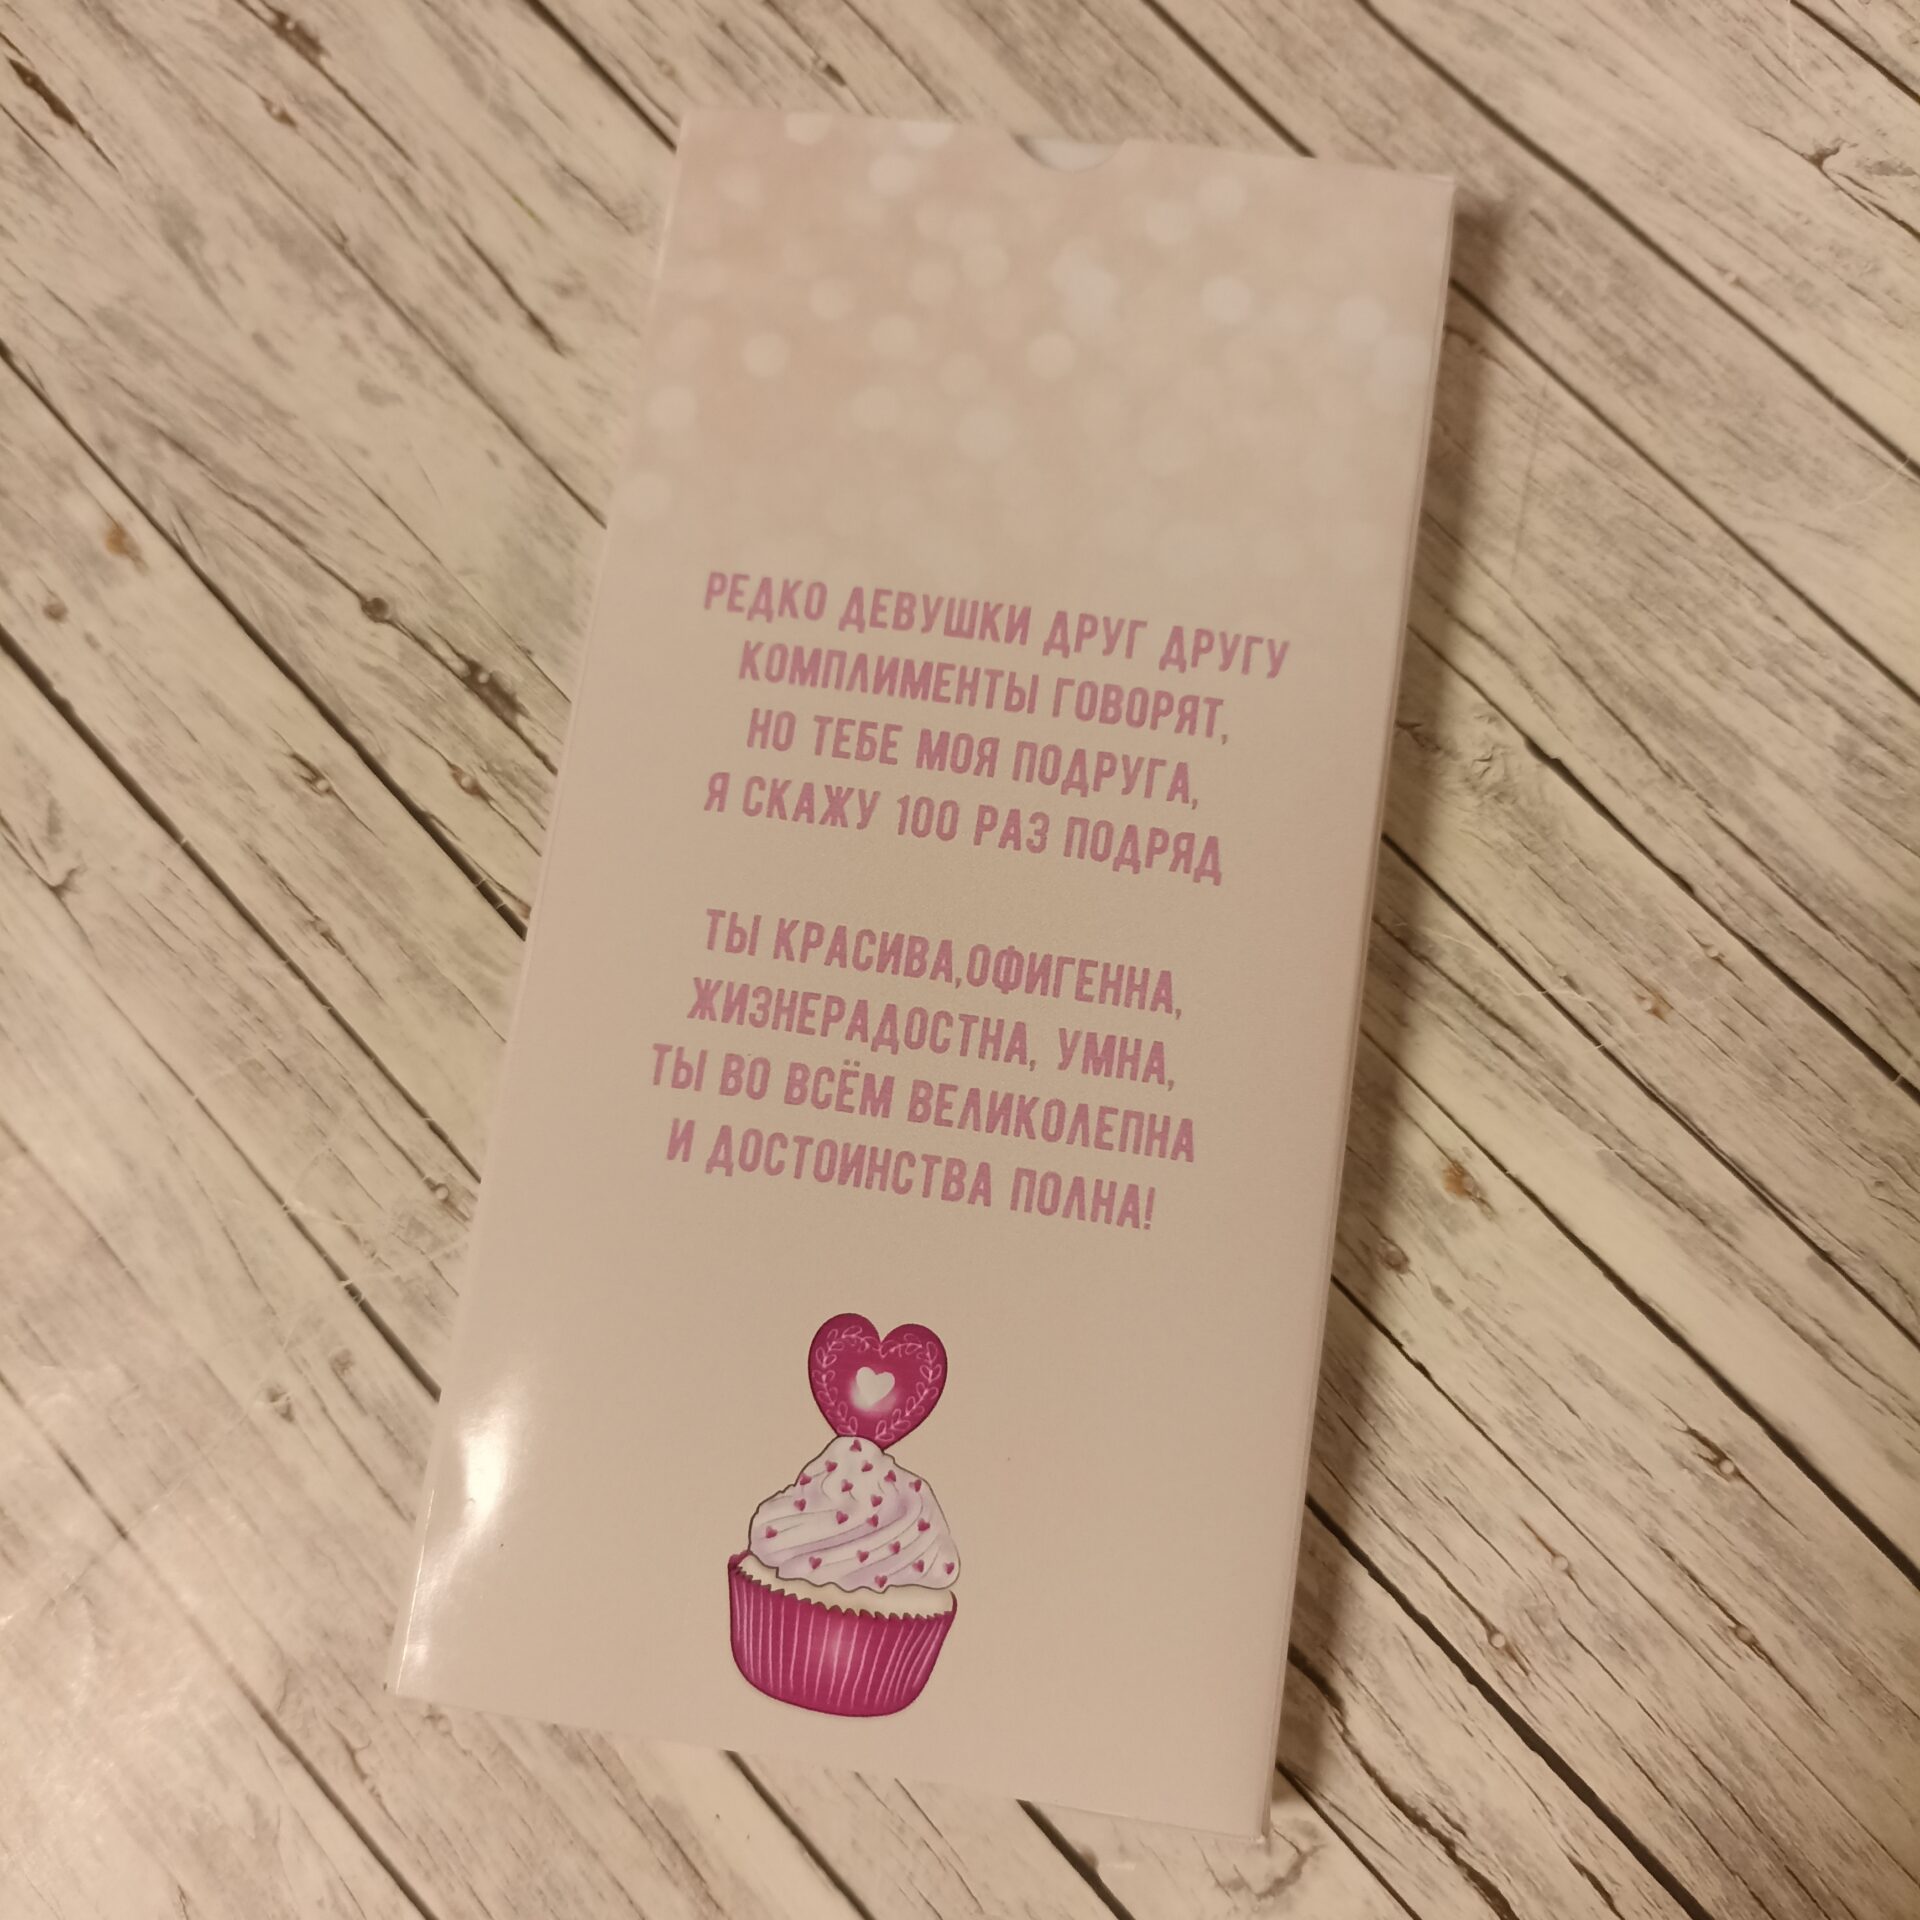 РЕДКО ДЕВУШКИ ДРУГ ДРУГУ
КОМПЛИМЕНТЫ ГОВОРЯТ,
НО ТЕБЕ МОЯ ПОДРУГА,
Я СКАЖУ 100 РАЗ ПОДРЯД
ТЫ КРАСИВА,ОФИГЕННА,
ЖИЗНЕРАДОСТНА, УМНА,
ТЫ ВО ВСЁМ ВЕЛИКОЛЕПНА
И ДОСТОИНСТВА ПОЛНА!